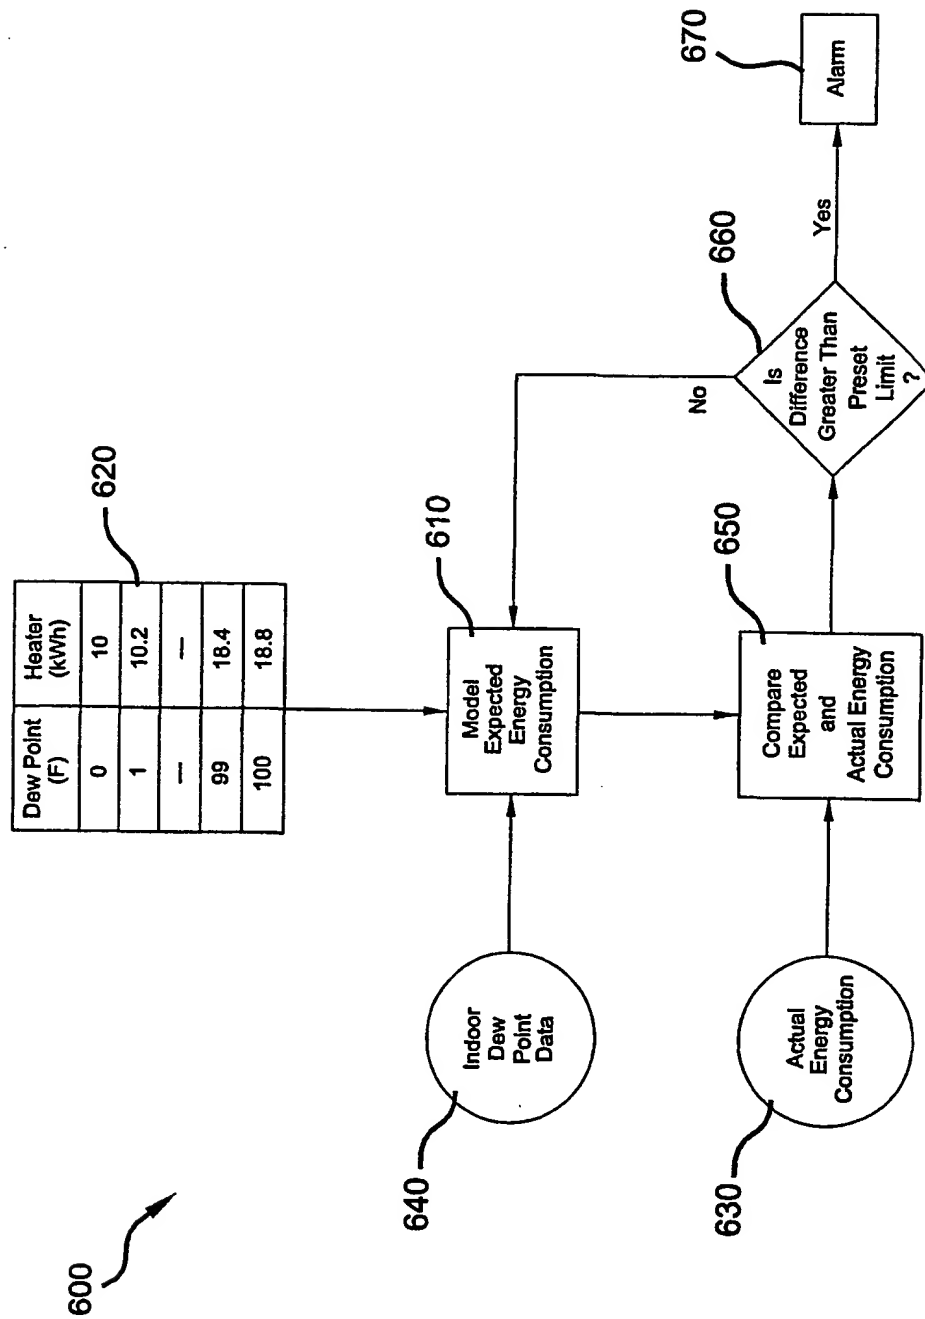 600
Dew Point
(F)
Heater
(kWh)
0
10
1
10.2
—
—
99
18.4
100
18.8
620
640
Indoor
Dew
Point
Data
610
Model
Expected
Energy
Consumption
630
Actual
Energy
Consumption
650
Compare
Expected
and
Actual Energy
Consumption
No
660
Is
Difference
Greater Than
Preset
Limit
?
Yes
670
Alarm